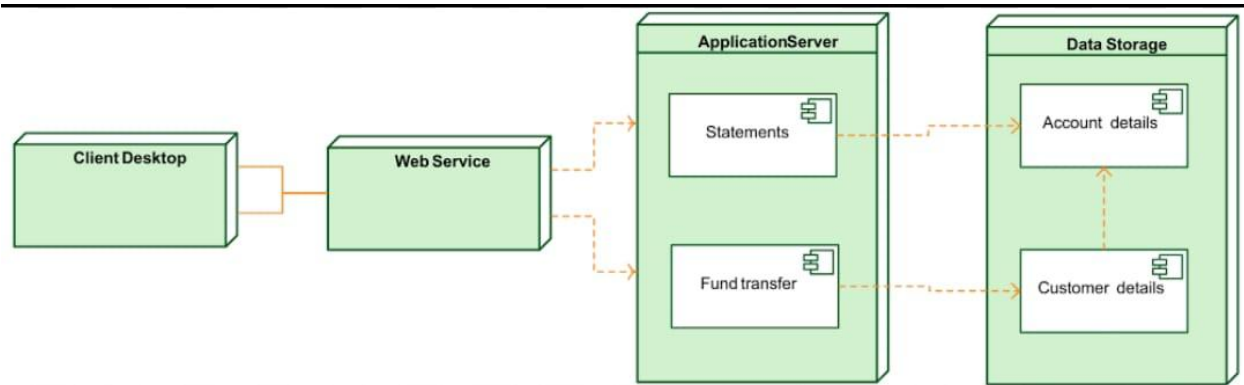 Client Desktop
Web Service
ApplicationServer
Statements
Fund transfer
Data Storage
Account details
Customer details